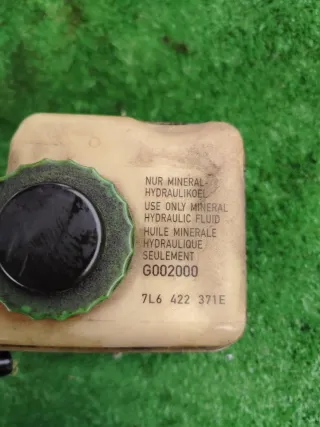 NUR MINERAL-
HYDRAULIKOEL
USE ONLY MINERAL
HYDRAULIC FLUID
HUILE MINERALE
HYDRAULIQUE
SEULEMENT
G002000
7L6 422 371E